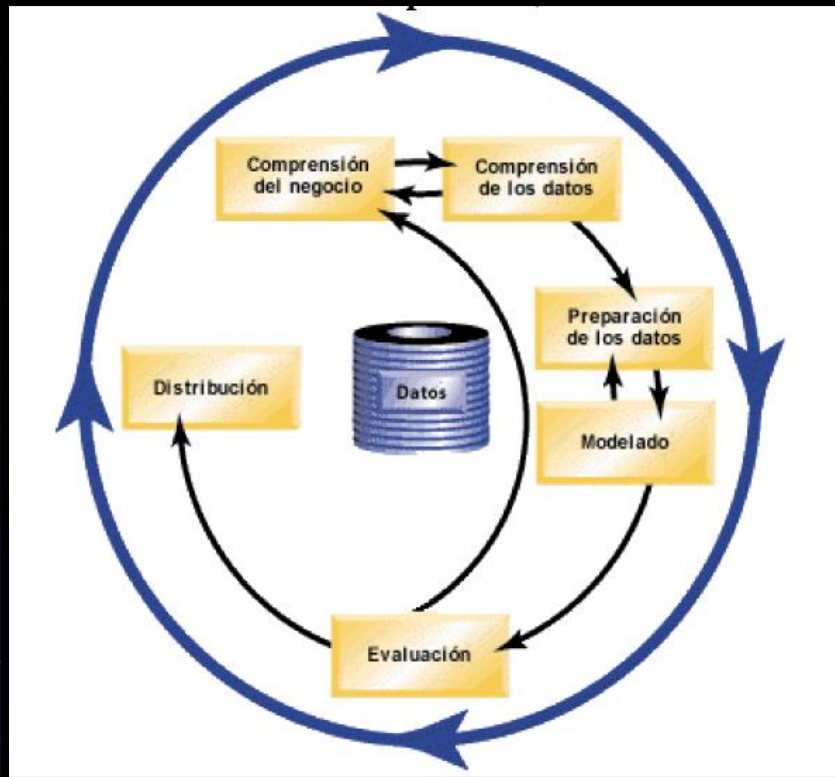 Comprensión
del negocio
Comprensión
de los datos
Preparación
de los datos
Modelado
Evaluación
Distribución
Datos